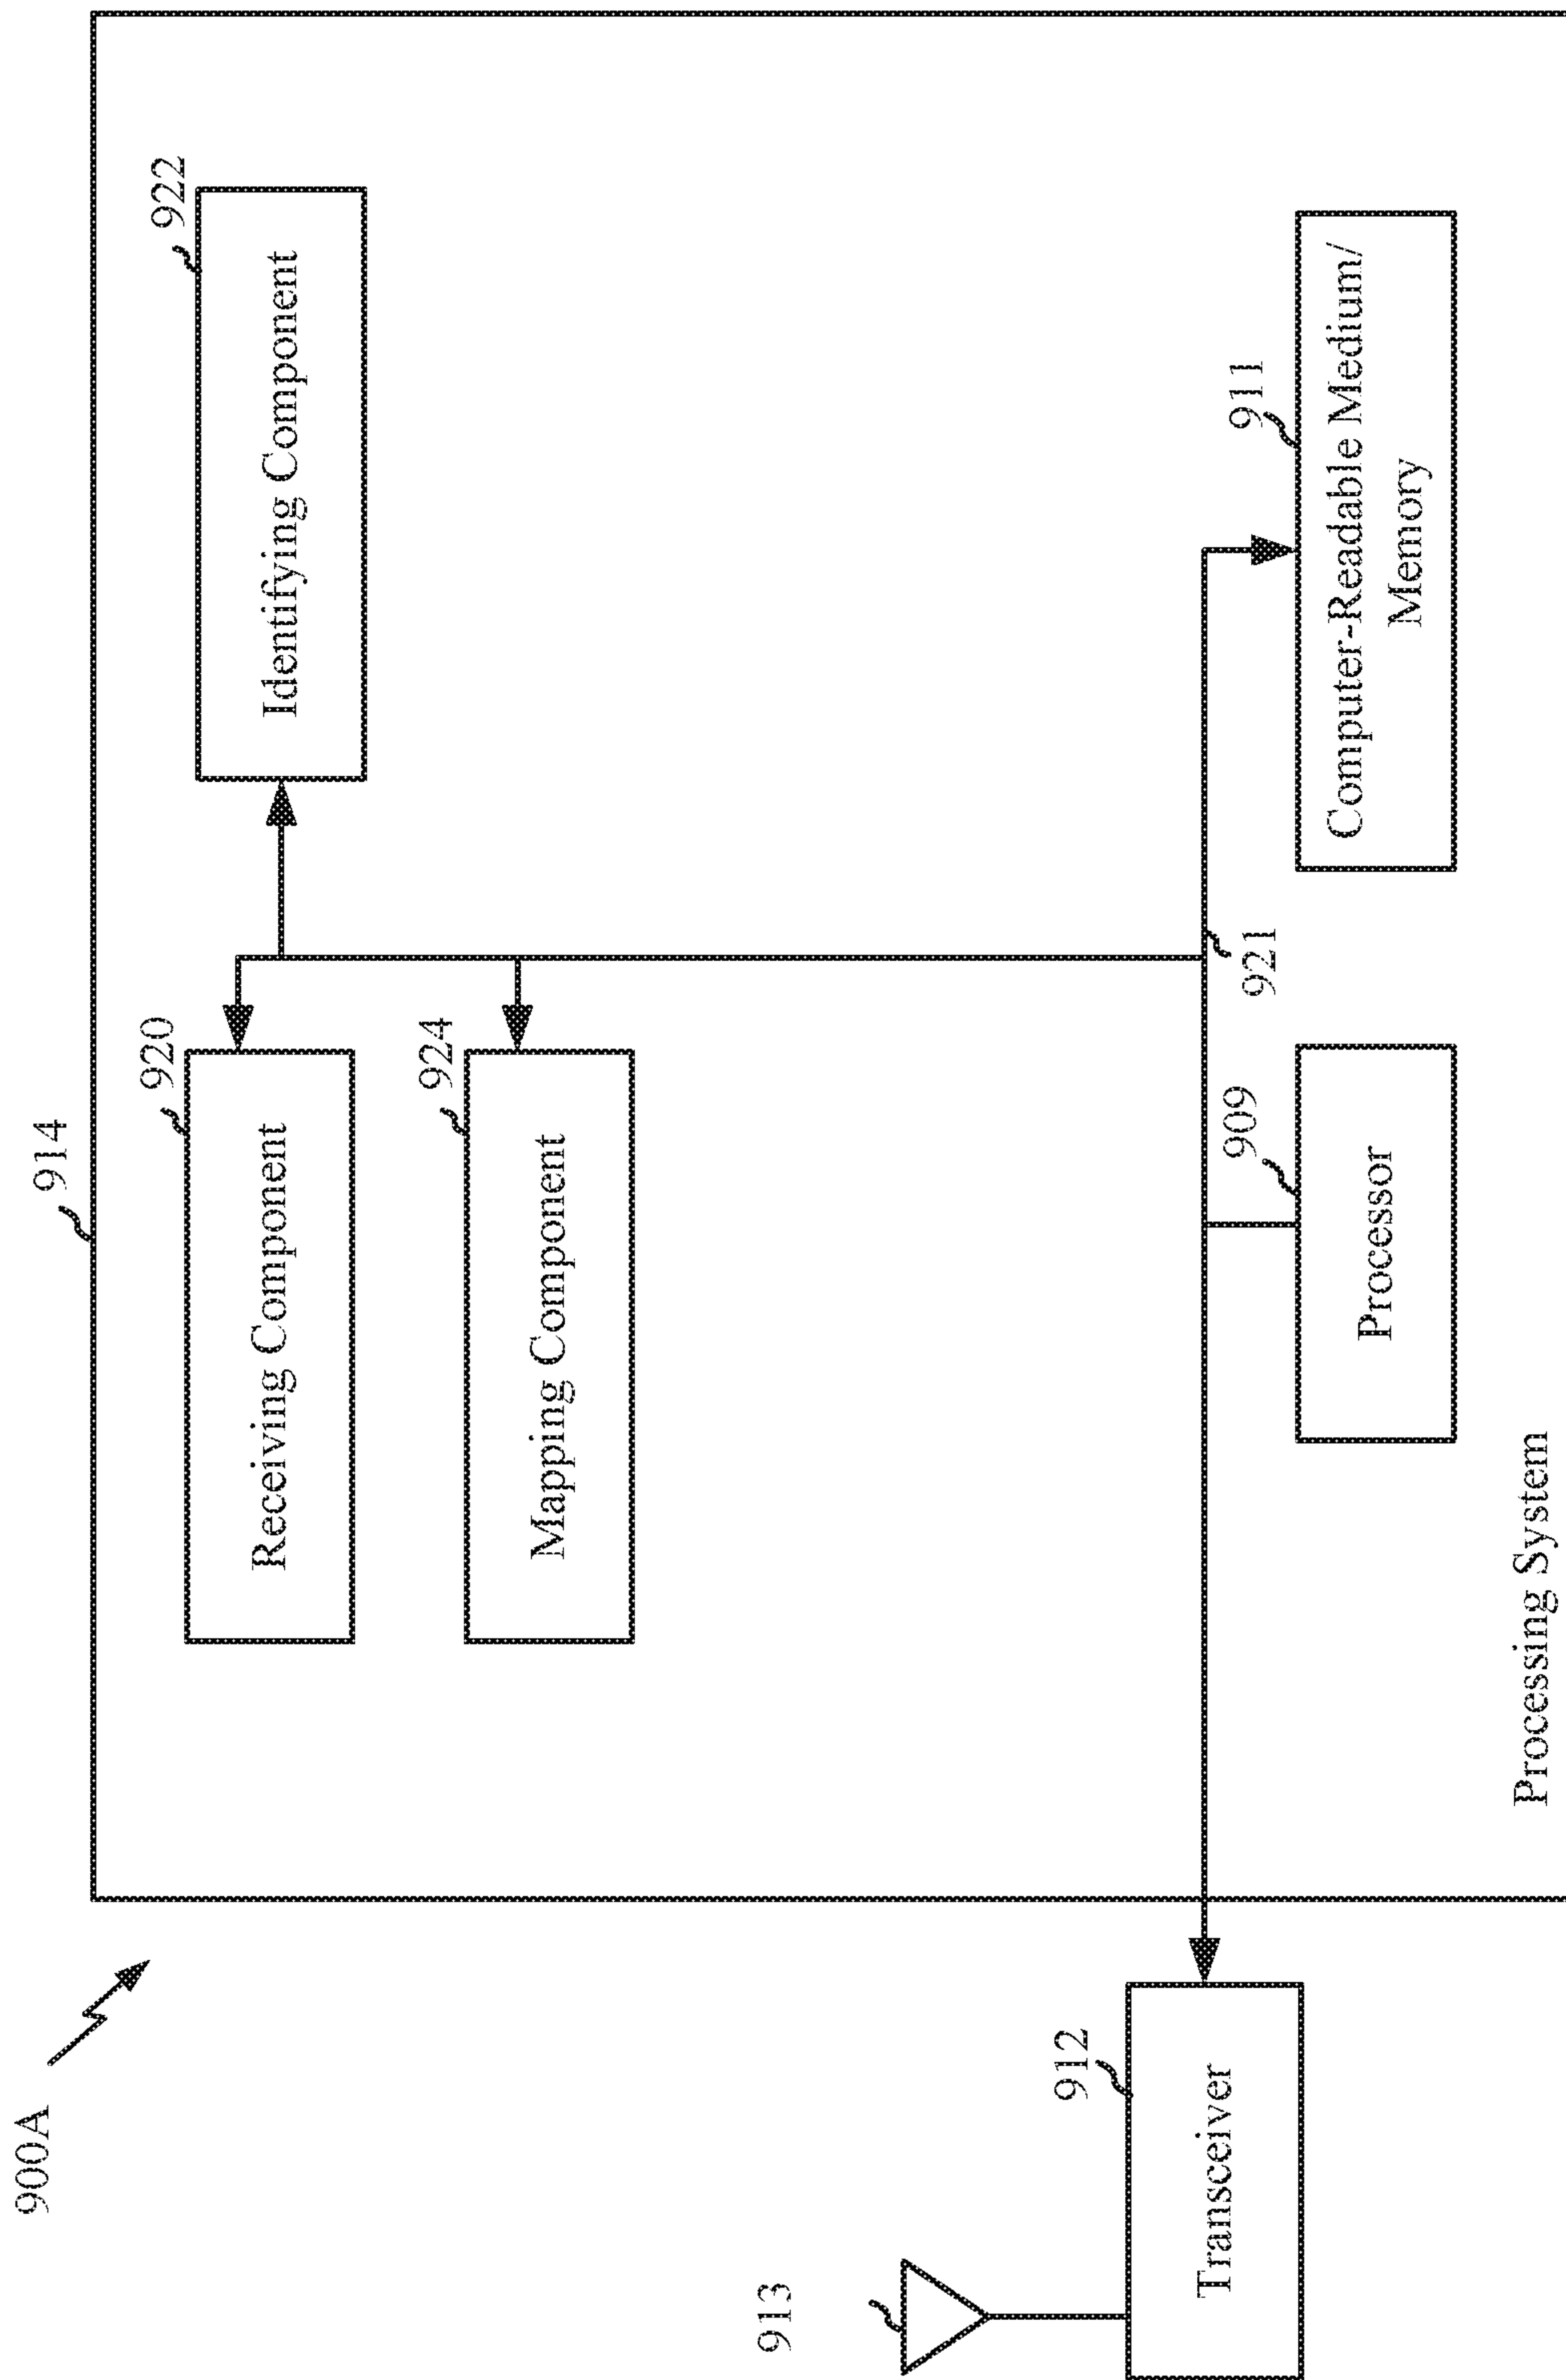 900A
914
920
Receiving Component
922
Identifying Component
924
Mapping Component
913
912
Transceiver
921
909
Processor
911
Computer-Readable Medium/
Memory
Processing System